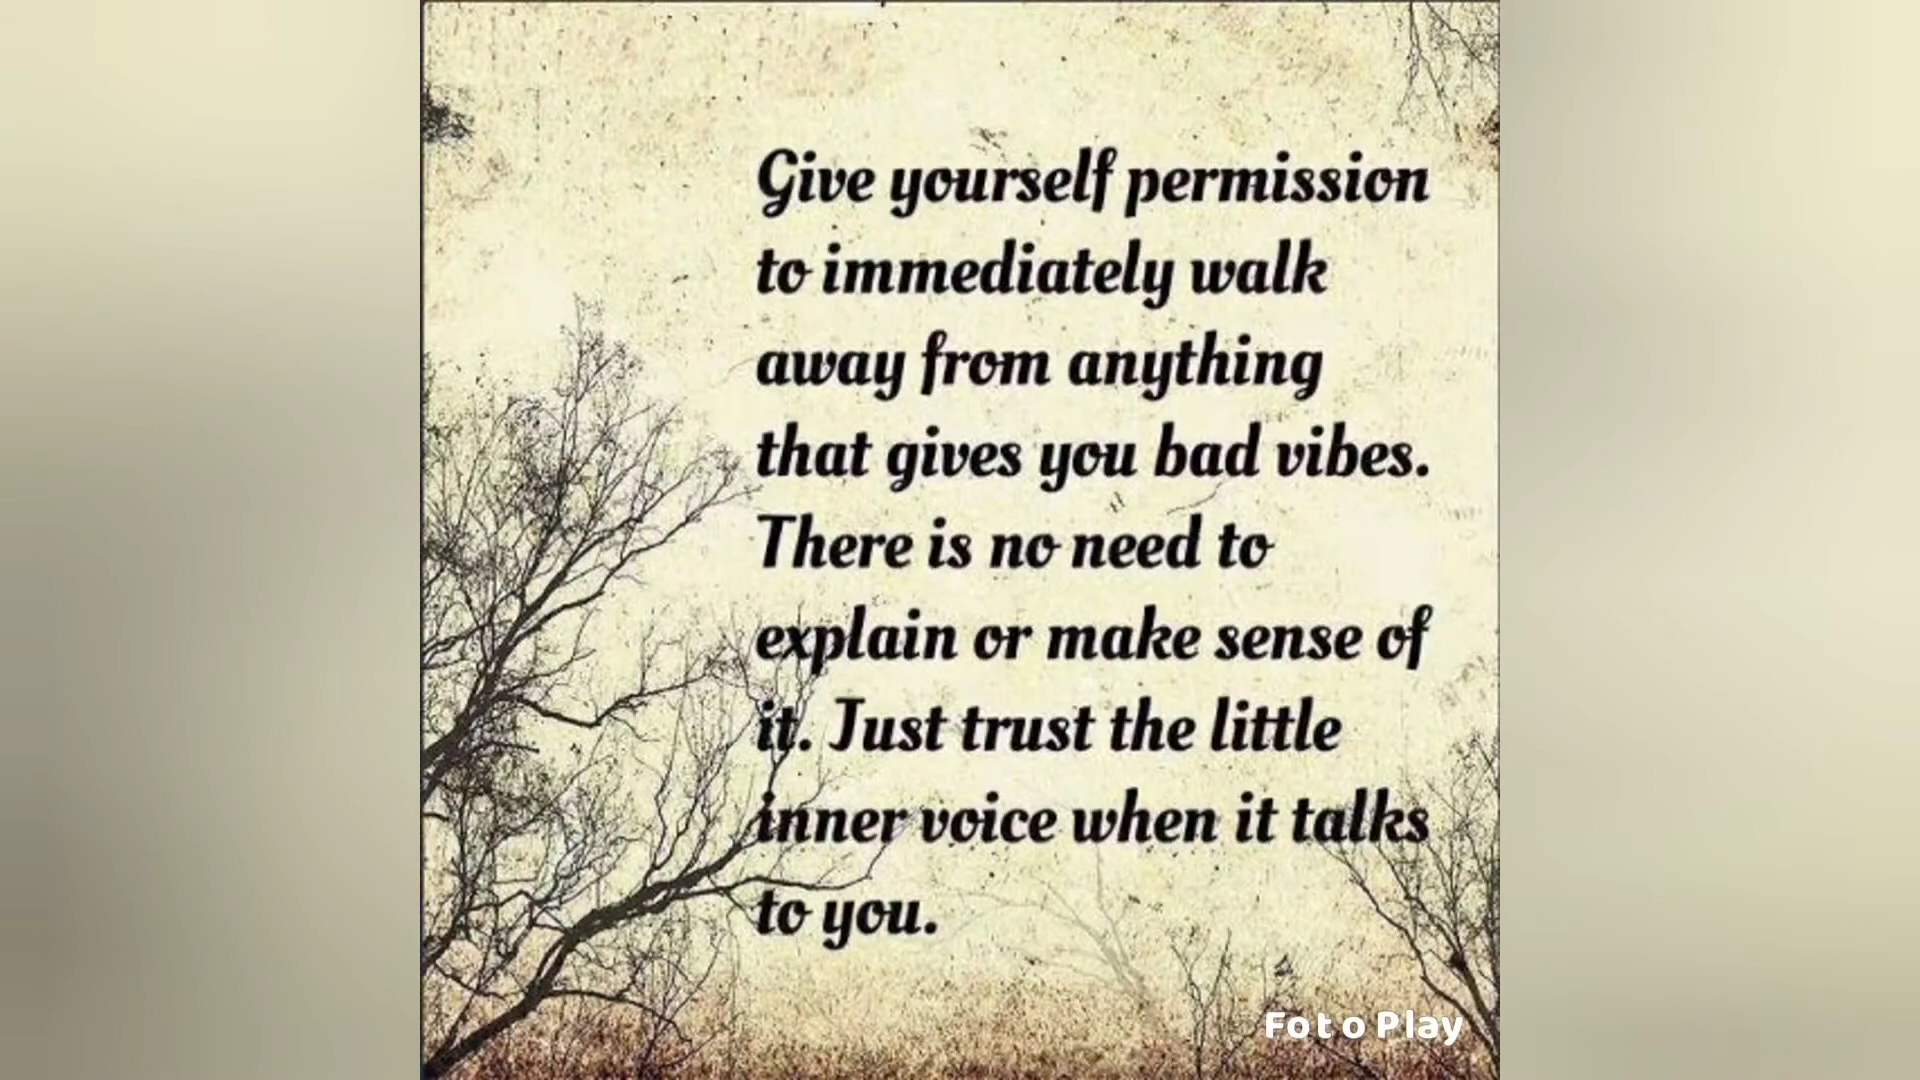 Give yourself permission
to immediately walk
away from anything
that gives you bad vibes.
There is no need to
explain or make sense of
it. Just trust the little
inner voice when it talks
to you.
Foto Play